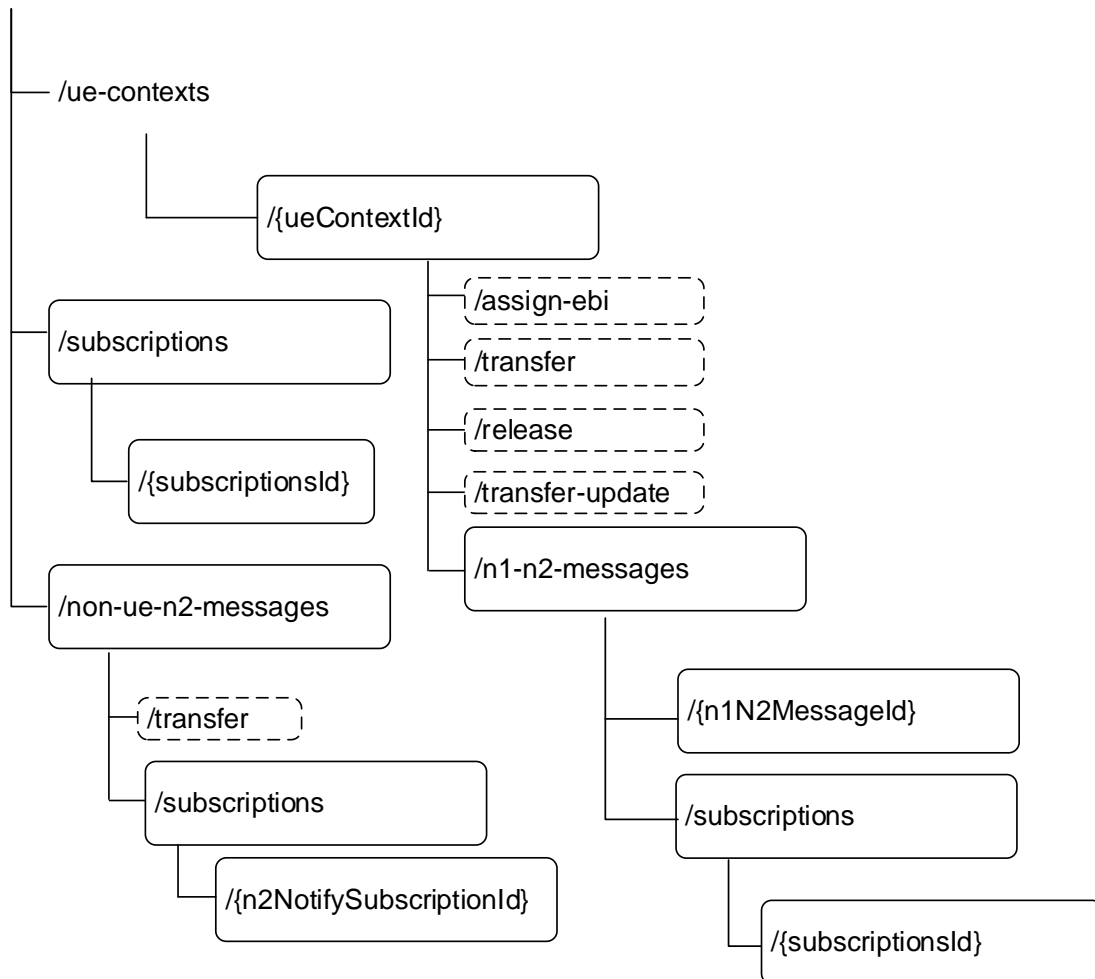 /ue-contexts
/{ueContextId}
/assign-ebi
/transfer
/release
/transfer-update
/n1-n2-messages
/{n1N2MessageId}
/subscriptions
/{subscriptionsId}
/subscriptions
/{subscriptionsId}
/non-ue-n2-messages
/transfer
/subscriptions
/{n2NotifySubscriptionId}